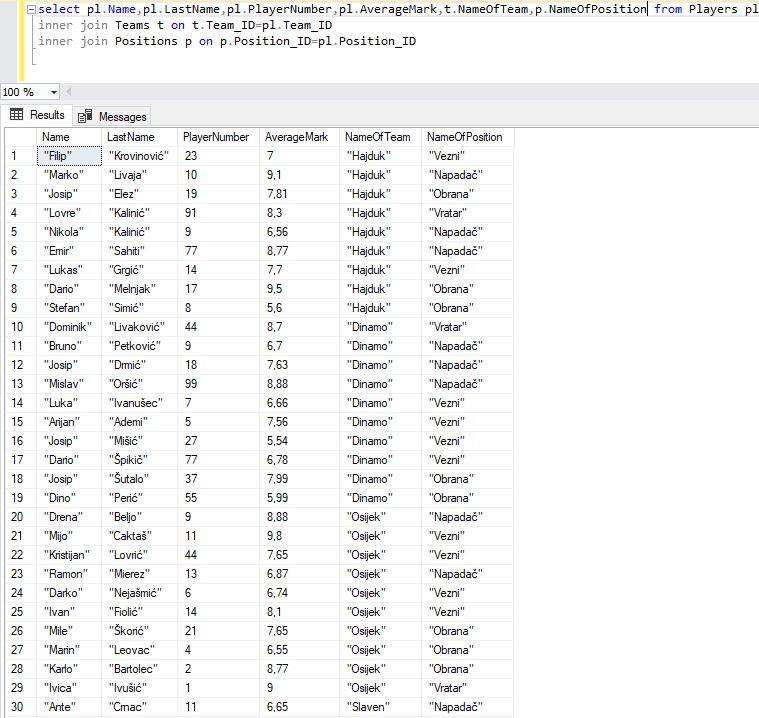 select pl.Name,pl.LastName,pl.PlayerNumber,pl.AverageMark,t.NameOfTeam,p.NameOfPosition from Players pl
inner join Teams t on t.Team_ID=pl.Team_ID
inner join Positions p on p.Position_ID=pl.Position_ID
100 %
Results Messages
Name LastName PlayerNumber AverageMark NameOfTeam NameOfPosition
1 "Filip" "Krovinović" 23 7 "Hajduk" "Vezni"
2 "Marko" "Livaja" 10 9,1 "Hajduk" "Napadač"
3 "Josip" "Elez" 19 7,81 "Hajduk" "Obrana"
4 "Lovre" "Kalinić" 91 8,3 "Hajduk" "Vratar"
5 "Nikola" "Kalinić" 9 6,56 "Hajduk" "Napadač"
6 "Emir" "Sahiti" 77 8,77 "Hajduk" "Napadač"
7 "Lukas" "Grgić" 14 7,7 "Hajduk" "Vezni"
8 "Dario" "Melnjak" 17 9,5 "Hajduk" "Obrana"
9 "Stefan" "Simić" 8 5,6 "Hajduk" "Obrana"
10 "Dominik" "Livaković" 44 8,7 "Dinamo" "Vratar"
11 "Bruno" "Petković" 9 6,7 "Dinamo" "Napadač"
12 "Josip" "Drmić" 18 7,63 "Dinamo" "Napadač"
13 "Mislav" "Oršić" 99 8,88 "Dinamo" "Napadač"
14 "Luka" "Ivanušec" 7 6,66 "Dinamo" "Vezni"
15 "Arijan" "Ademi" 5 7,56 "Dinamo" "Vezni"
16 "Josip" "Mišić" 27 5,54 "Dinamo" "Vezni"
17 "Dario" "Špikič" 77 6,78 "Dinamo" "Vezni"
18 "Josip" "Šutalo" 37 7,99 "Dinamo" "Obrana"
19 "Dino" "Perić" 55 5,99 "Dinamo" "Obrana"
20 "Drena" "Beljo" 9 8,88 "Osijek" "Napadač"
21 "Mijo" "Caktaš" 11 9,8 "Osijek" "Vezni"
22 "Kristijan" "Lovrić" 44 7,65 "Osijek" "Vezni"
23 "Ramon" "Mierez" 13 6,87 "Osijek" "Napadač"
24 "Darko" "Nejašmić" 6 6,74 "Osijek" "Vezni"
25 "Ivan" "Fiolić" 14 8,1 "Osijek" "Vezni"
26 "Mile" "Škorić" 21 7,65 "Osijek" "Obrana"
27 "Marin" "Leovac" 4 6,55 "Osijek" "Obrana"
28 "Karlo" "Bartolec" 2 8,77 "Osijek" "Obrana"
29 "Ivica" "Ivušić" 1 9 "Osijek" "Vratar"
30 "Ante" "Crnac" 11 6,65 "Slaven" "Napadač"